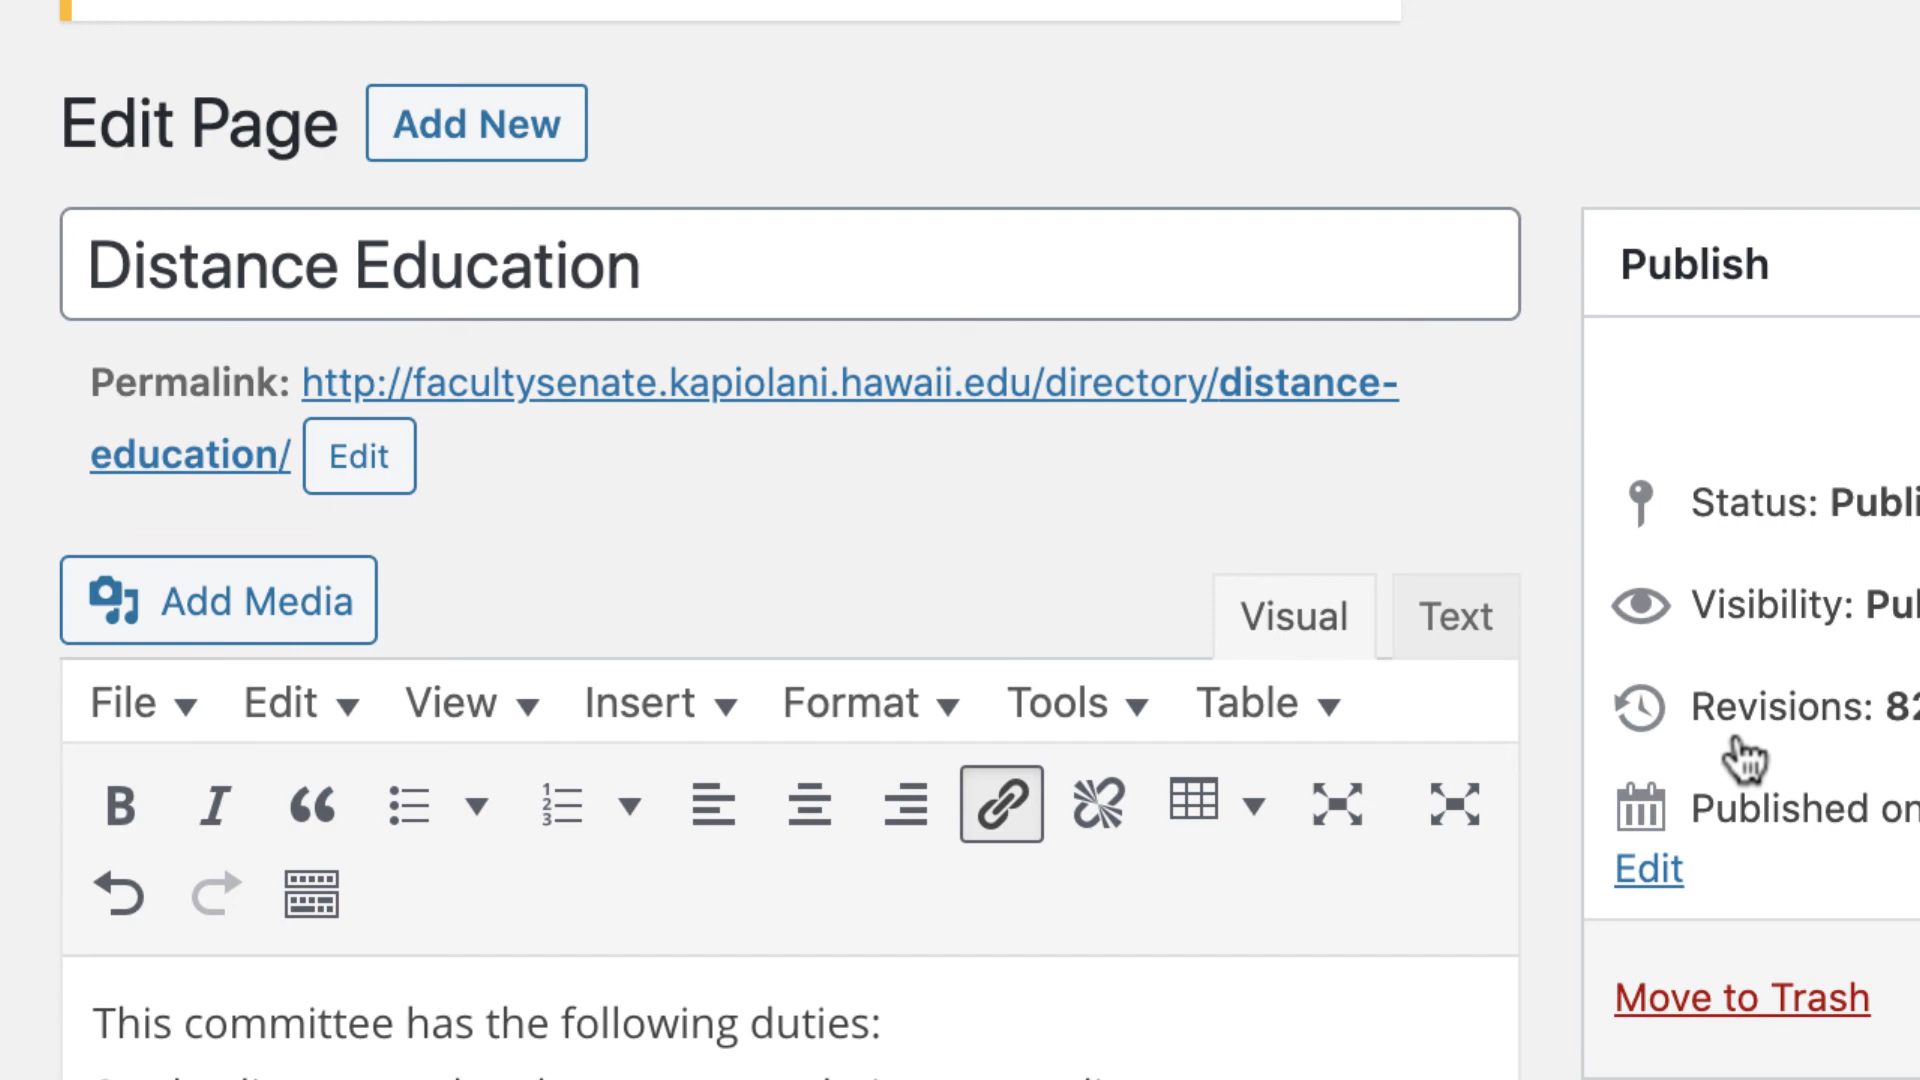 Edit Page Add New
Distance Education
Permalink: http://facultysenate.kapiolani.hawaii.edu/directory/distance-
education/ Edit
Add Media
Visual Text
File Edit View Insert Format Tools Table
This committee has the following duties:
Publish
Status: Publi
Visibility: Pul
Revisions: 82
Published on
Edit
Move to Trash